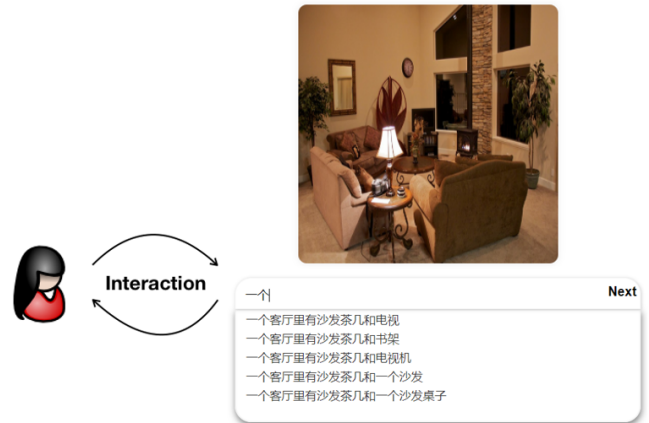 Interaction
一个
Next
一个客厅里有沙发茶几和电视
一个客厅里有沙发茶几和书架
一个客厅里有沙发茶几和电视机
一个客厅里有沙发茶几和一个沙发
一个客厅里有沙发茶几和一个沙发桌子